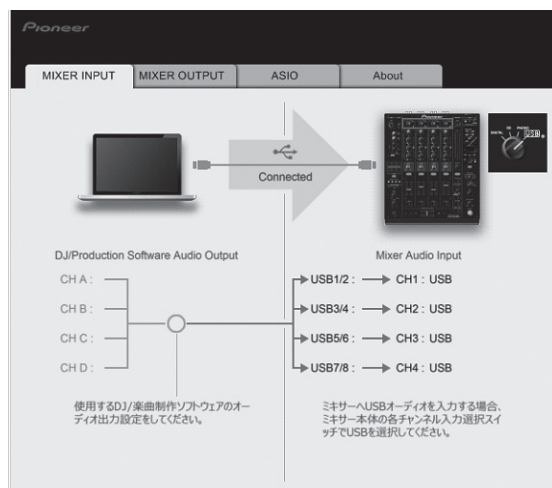 Pioneer
MIXER INPUT
MIXER OUTPUT
ASIO
About
Connected
DIGITAL
PHONO
USB
DJ/Production Software Audio Output
Mixer Audio Input
CH A :
CH B :
CH C :
CH D :
USB1/2 : CH1 : USB
USB3/4 : CH2 : USB
USB5/6 : CH3 : USB
USB7/8 : CH4 : USB
使用するDJ/楽曲制作ソフトウェアのオー
ディオ出力設定をしてください。
ミキサーへUSBオーディオを入力する場合、
ミキサー本体の各チャンネル入力選択スイ
ッチでUSBを選択してください。